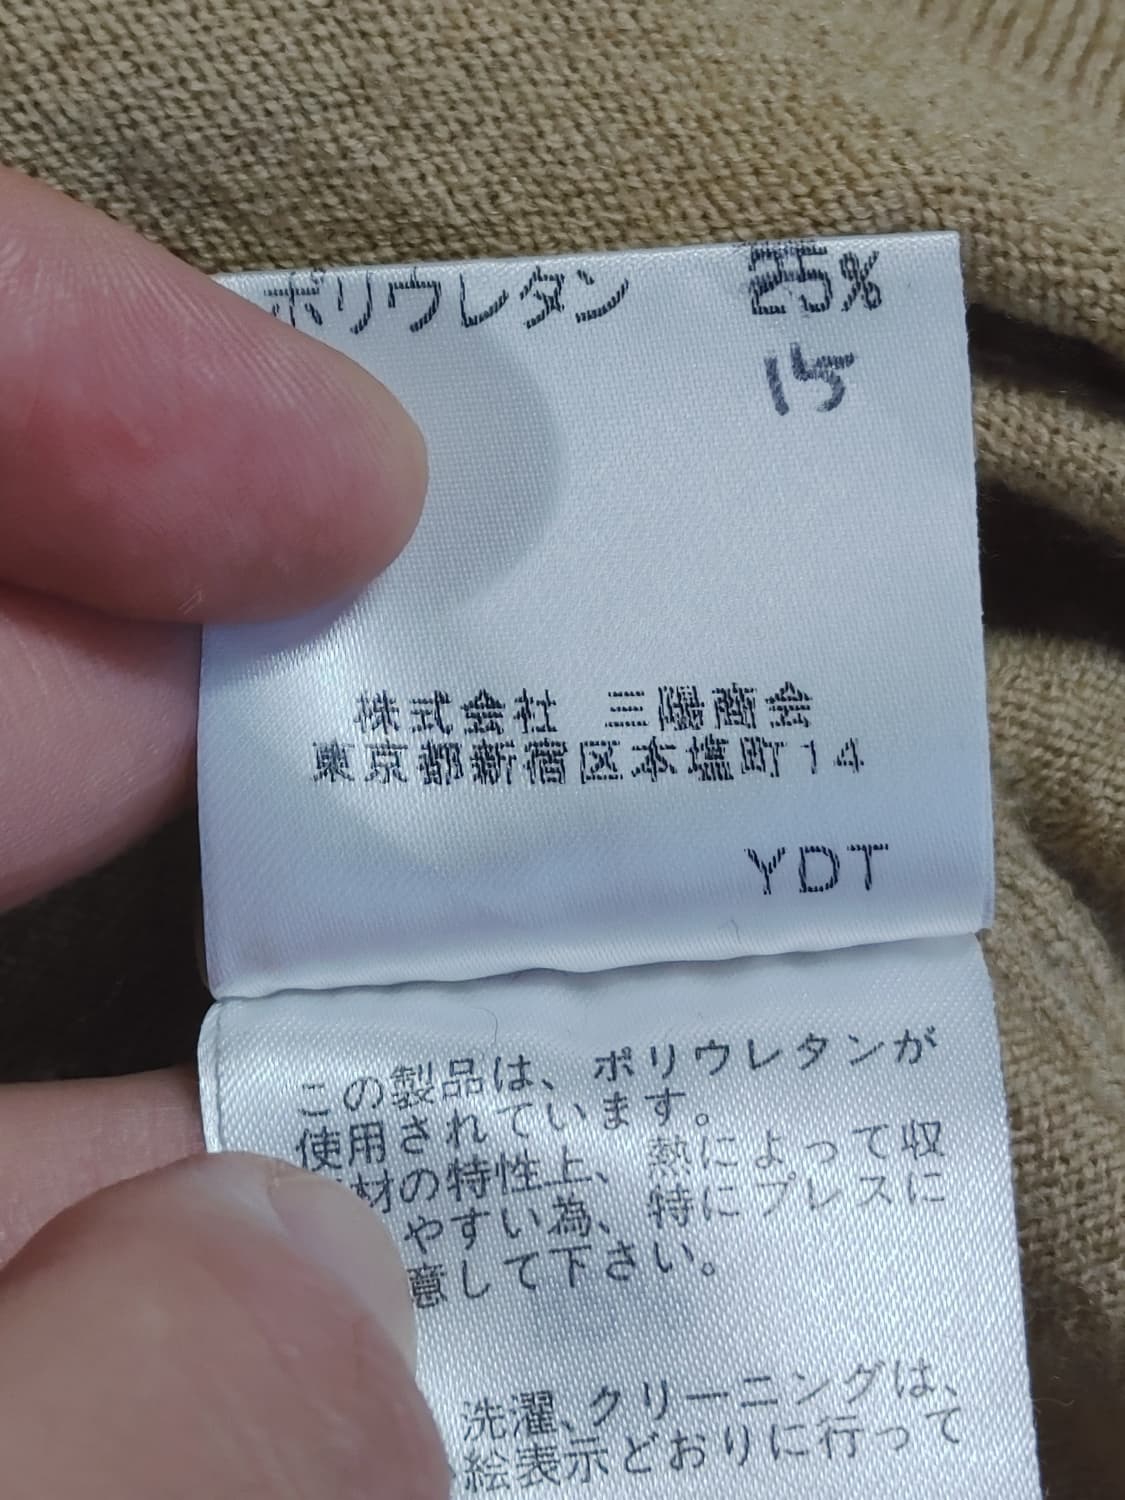 ポリウレタン 25%
15
株式会社 三陽商会
東京都新宿区本塩町14
YDT
この製品は、ポリウレタンが
使用されています。
材の特性上、熱によって収
やすい為、特にプレスに
意して下さい。
洗濯、クリーニングは、
絵表示どおりに行って